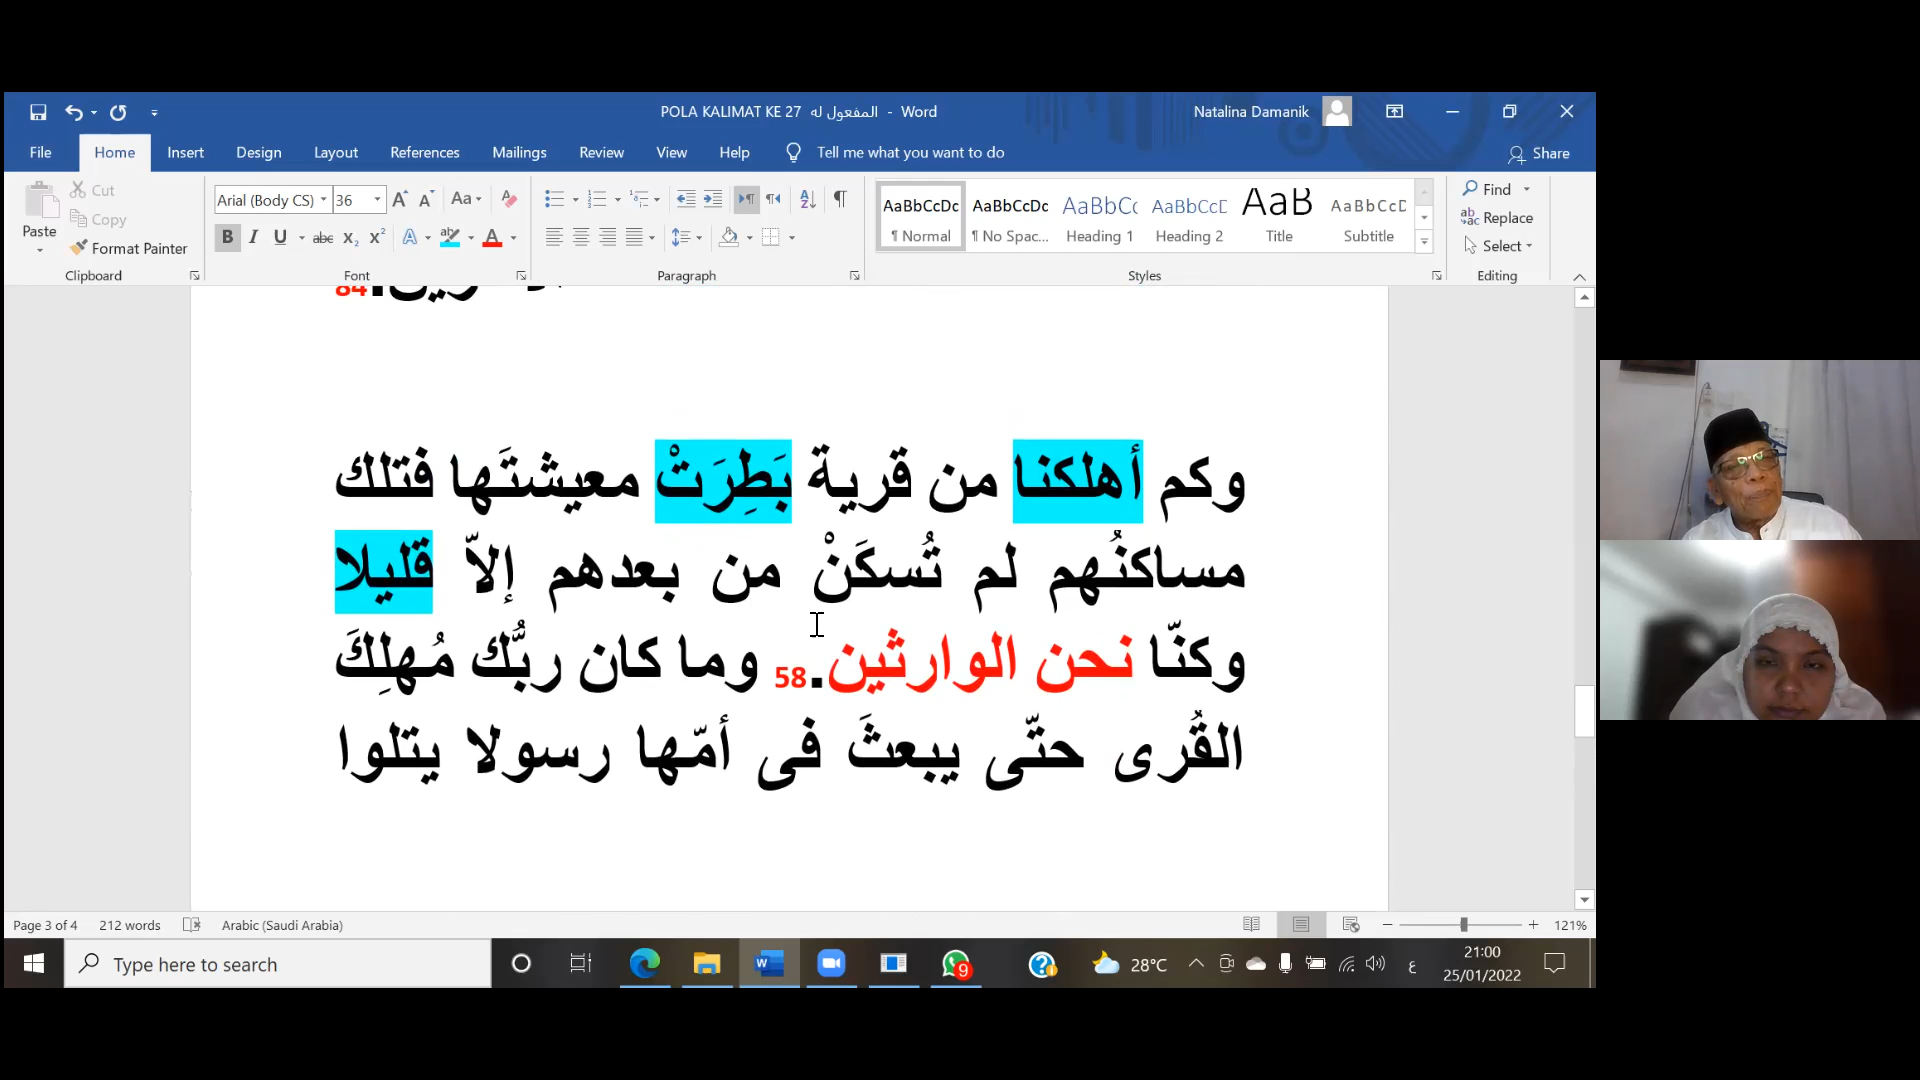 POLA KALIMAT KE 27 المفعول له - Word
Natalina Damanik
File Home Insert Design Layout References Mailings Review View Help Tell me what you want to do Share
Paste Cut Copy Format Painter
Clipboard
Arial (Body CS) 36
Font
Paragraph
AaBbCcDc AaBbCcDc AaBbCc AaBbCcE AaB AaBbCcD
¶ Normal ¶ No Spac... Heading 1 Heading 2 Title Subtitle
Styles
Find Replace Select
Editing
84
وكم أهلكنا من قرية بَطِرَتْ معيشتَها فتلك
مساكنُهم لم تُسكَنْ من بعدهم إلاّ قليلا
وكنّا نحن الوارثين.58 وما كان ربُّك مُهلِكَ
القُرى حتّى يبعثَ فى أمّها رسولا يتلوا
Page 3 of 4 212 words Arabic (Saudi Arabia) 121%
Type here to search
9
28°C
ع
21:00
25/01/2022